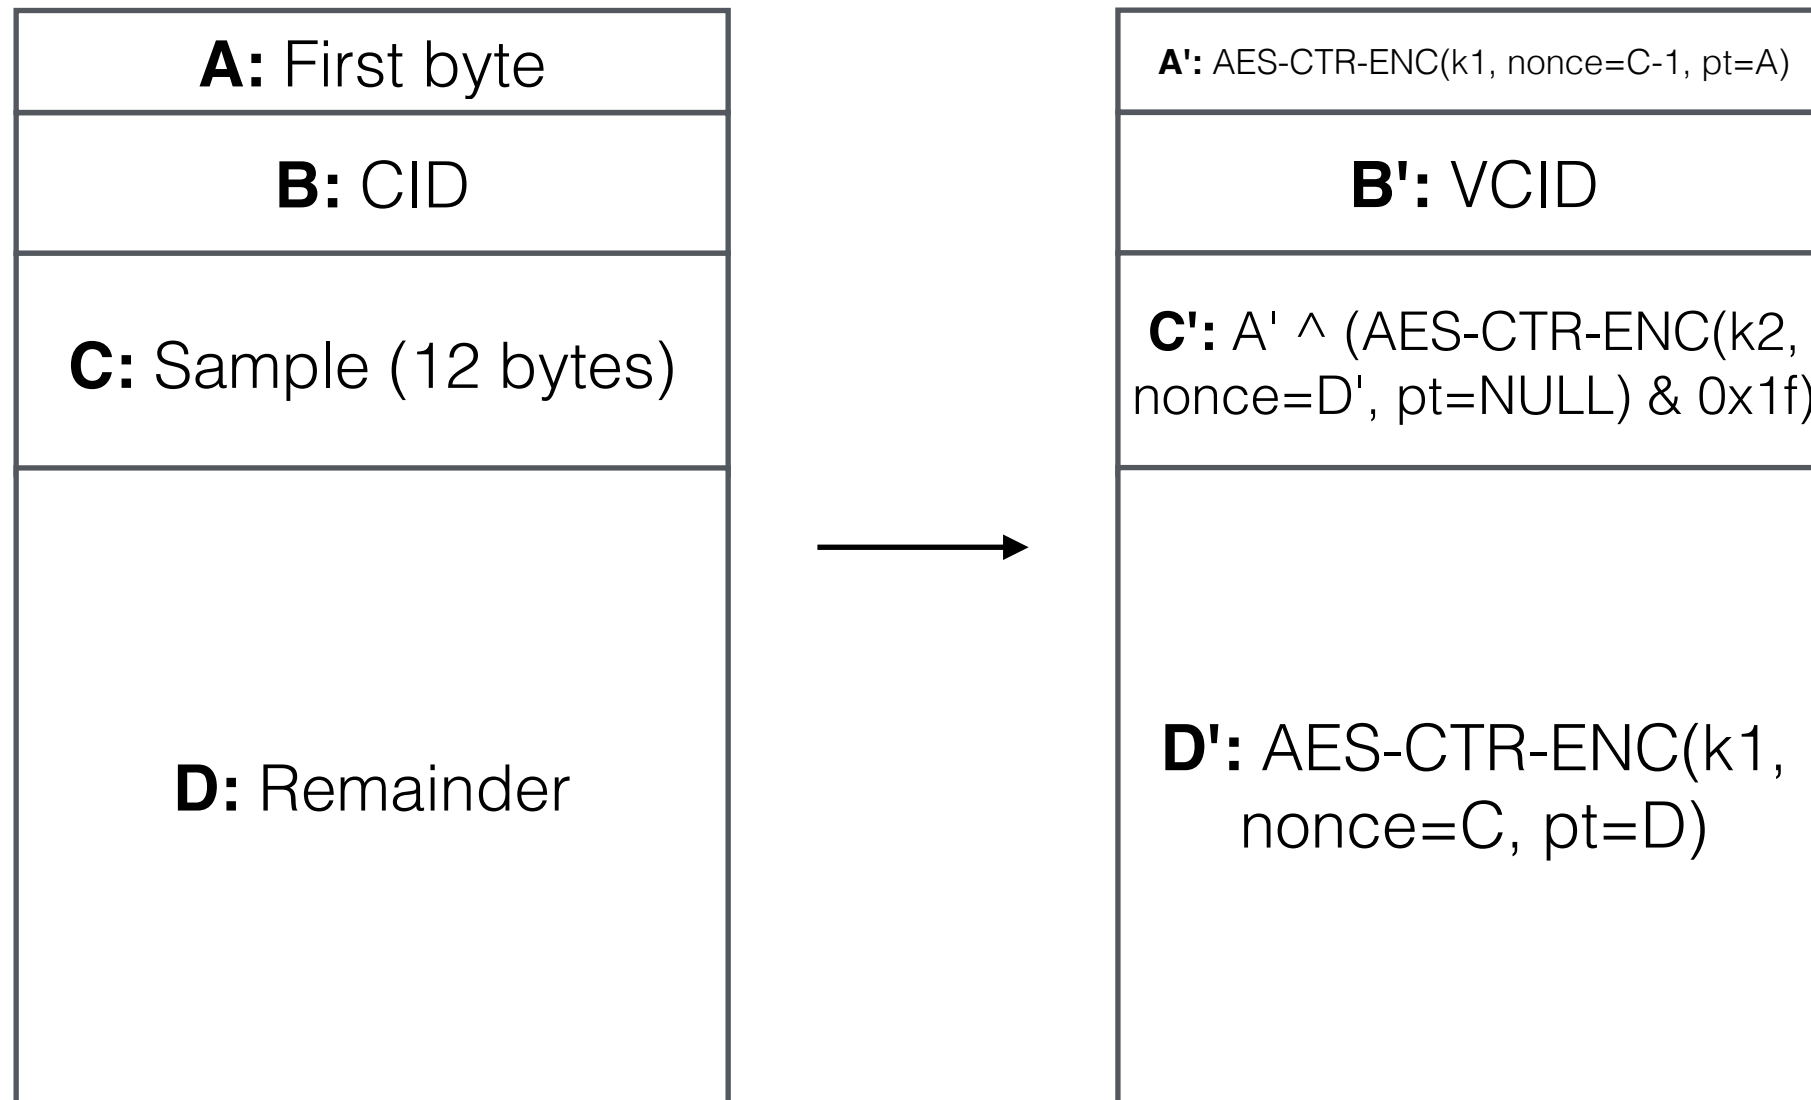 A: First byte
B: CID
C: Sample (12 bytes)
D: Remainder
A': AES-CTR-ENC(k1, nonce=C-1, pt=A)
B': VCID
C': A' ^ (AES-CTR-ENC(k2,
nonce=D', pt=NULL) & 0x1f)
D': AES-CTR-ENC(k1,
nonce=C, pt=D)